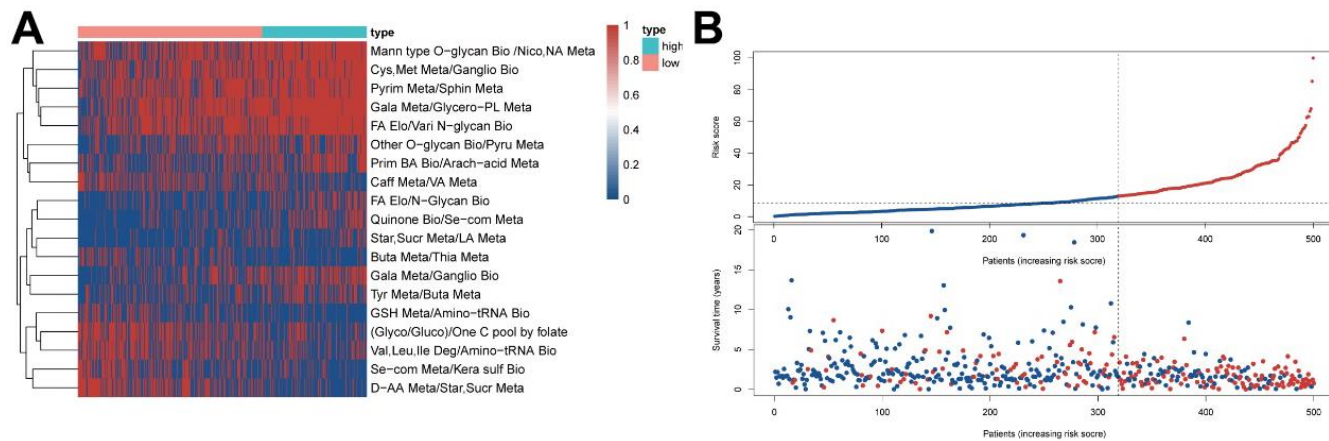 A
type
Mann type O-glycan Bio /Nico,NA Meta
Cys,Met Meta/Ganglio Bio
Pyrim Meta/Sphin Meta
Gala Meta/Glycero-PL Meta
FA Elo/Vari N-glycan Bio
Other O-glycan Bio/Pyru Meta
Prim BA Bio/Arach-acid Meta
Caff Meta/VA Meta
FA Elo/N-Glycan Bio
Quinone Bio/Se-com Meta
Star,Sucr Meta/LA Meta
Buta Meta/Thia Meta
Gala Meta/Ganglio Bio
Tyr Meta/Buta Meta
GSH Meta/Amino-tRNA Bio
(Glyco/Gluco)/One C pool by folate
Val,Leu,Ile Deg/Amino-tRNA Bio
Se-com Meta/Kera sulf Bio
D-AA Meta/Star,Sucr Meta
1
0.8
0.6
0.4
0.2
0
type
high
low
B
Risk score
100
80
60
40
20
0
0 100 200 300 400 500
Patients (increasing risk socre)
Survival time (years)
20
15
10
5
0
0 100 200 300 400 500
Patients (increasing risk socre)